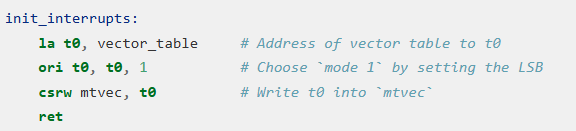 init_interrupts:
    la t0, vector_table     # Address of vector table to t0
    ori t0, t0, 1           # Choose `mode 1` by setting the LSB
    csrw mtvec, t0          # Write t0 into `mtvec`
    ret